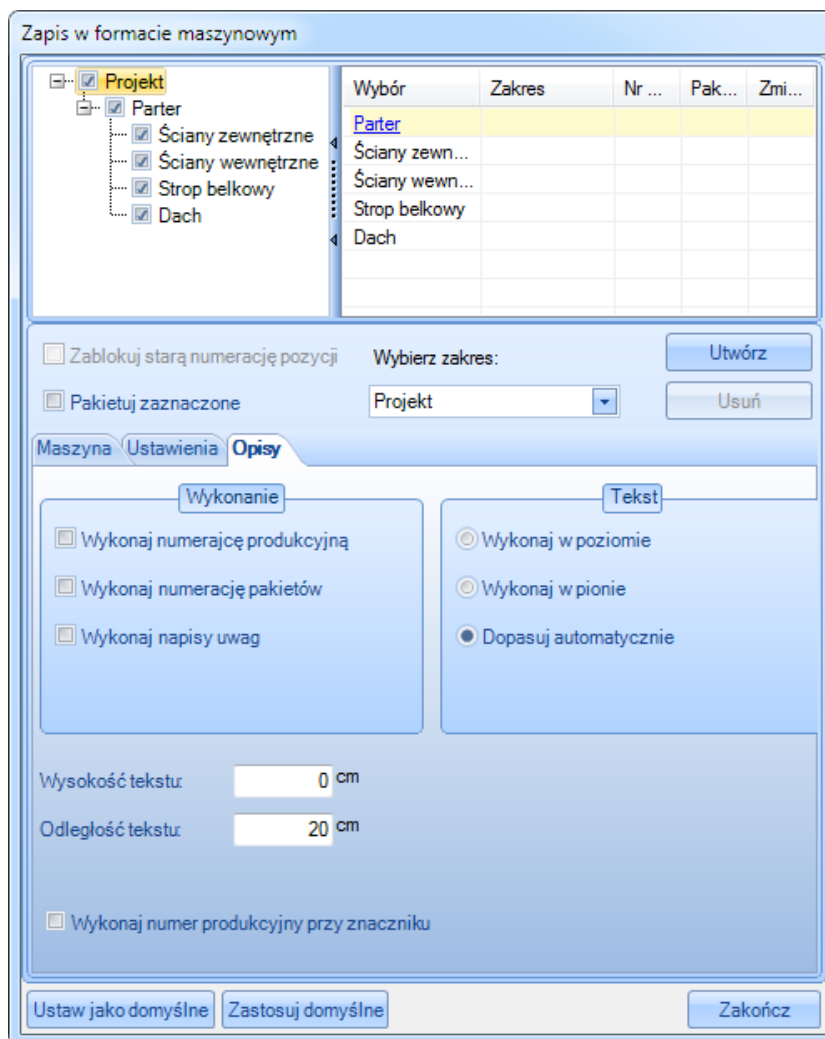 Zapis w formacie maszynowym
Projekt
Parter
Ściany zewnętrzne
Ściany wewnętrzne
Strop belkowy
Dach
Wybór Zakres Nr ... Pak... Zmi...
Parter
Ściany zewn...
Ściany wewn...
Strop belkowy
Dach
Zablokuj starą numerację pozycji
Wybierz zakres:
Utwórz
Pakietuj zaznaczone
Projekt
Usuń
Maszyna Ustawienia Opisy
Wykonanie
Wykonaj numerajcę produkcyjną
Wykonaj numerację pakietów
Wykonaj napisy uwag
Tekst
Wykonaj w poziomie
Wykonaj w pionie
Dopasuj automatycznie
Wysokość tekstu: 0 cm
Odległość tekstu: 20 cm
Wykonaj numer produkcyjny przy znaczniku
Ustaw jako domyślne Zastosuj domyślne Zakończ